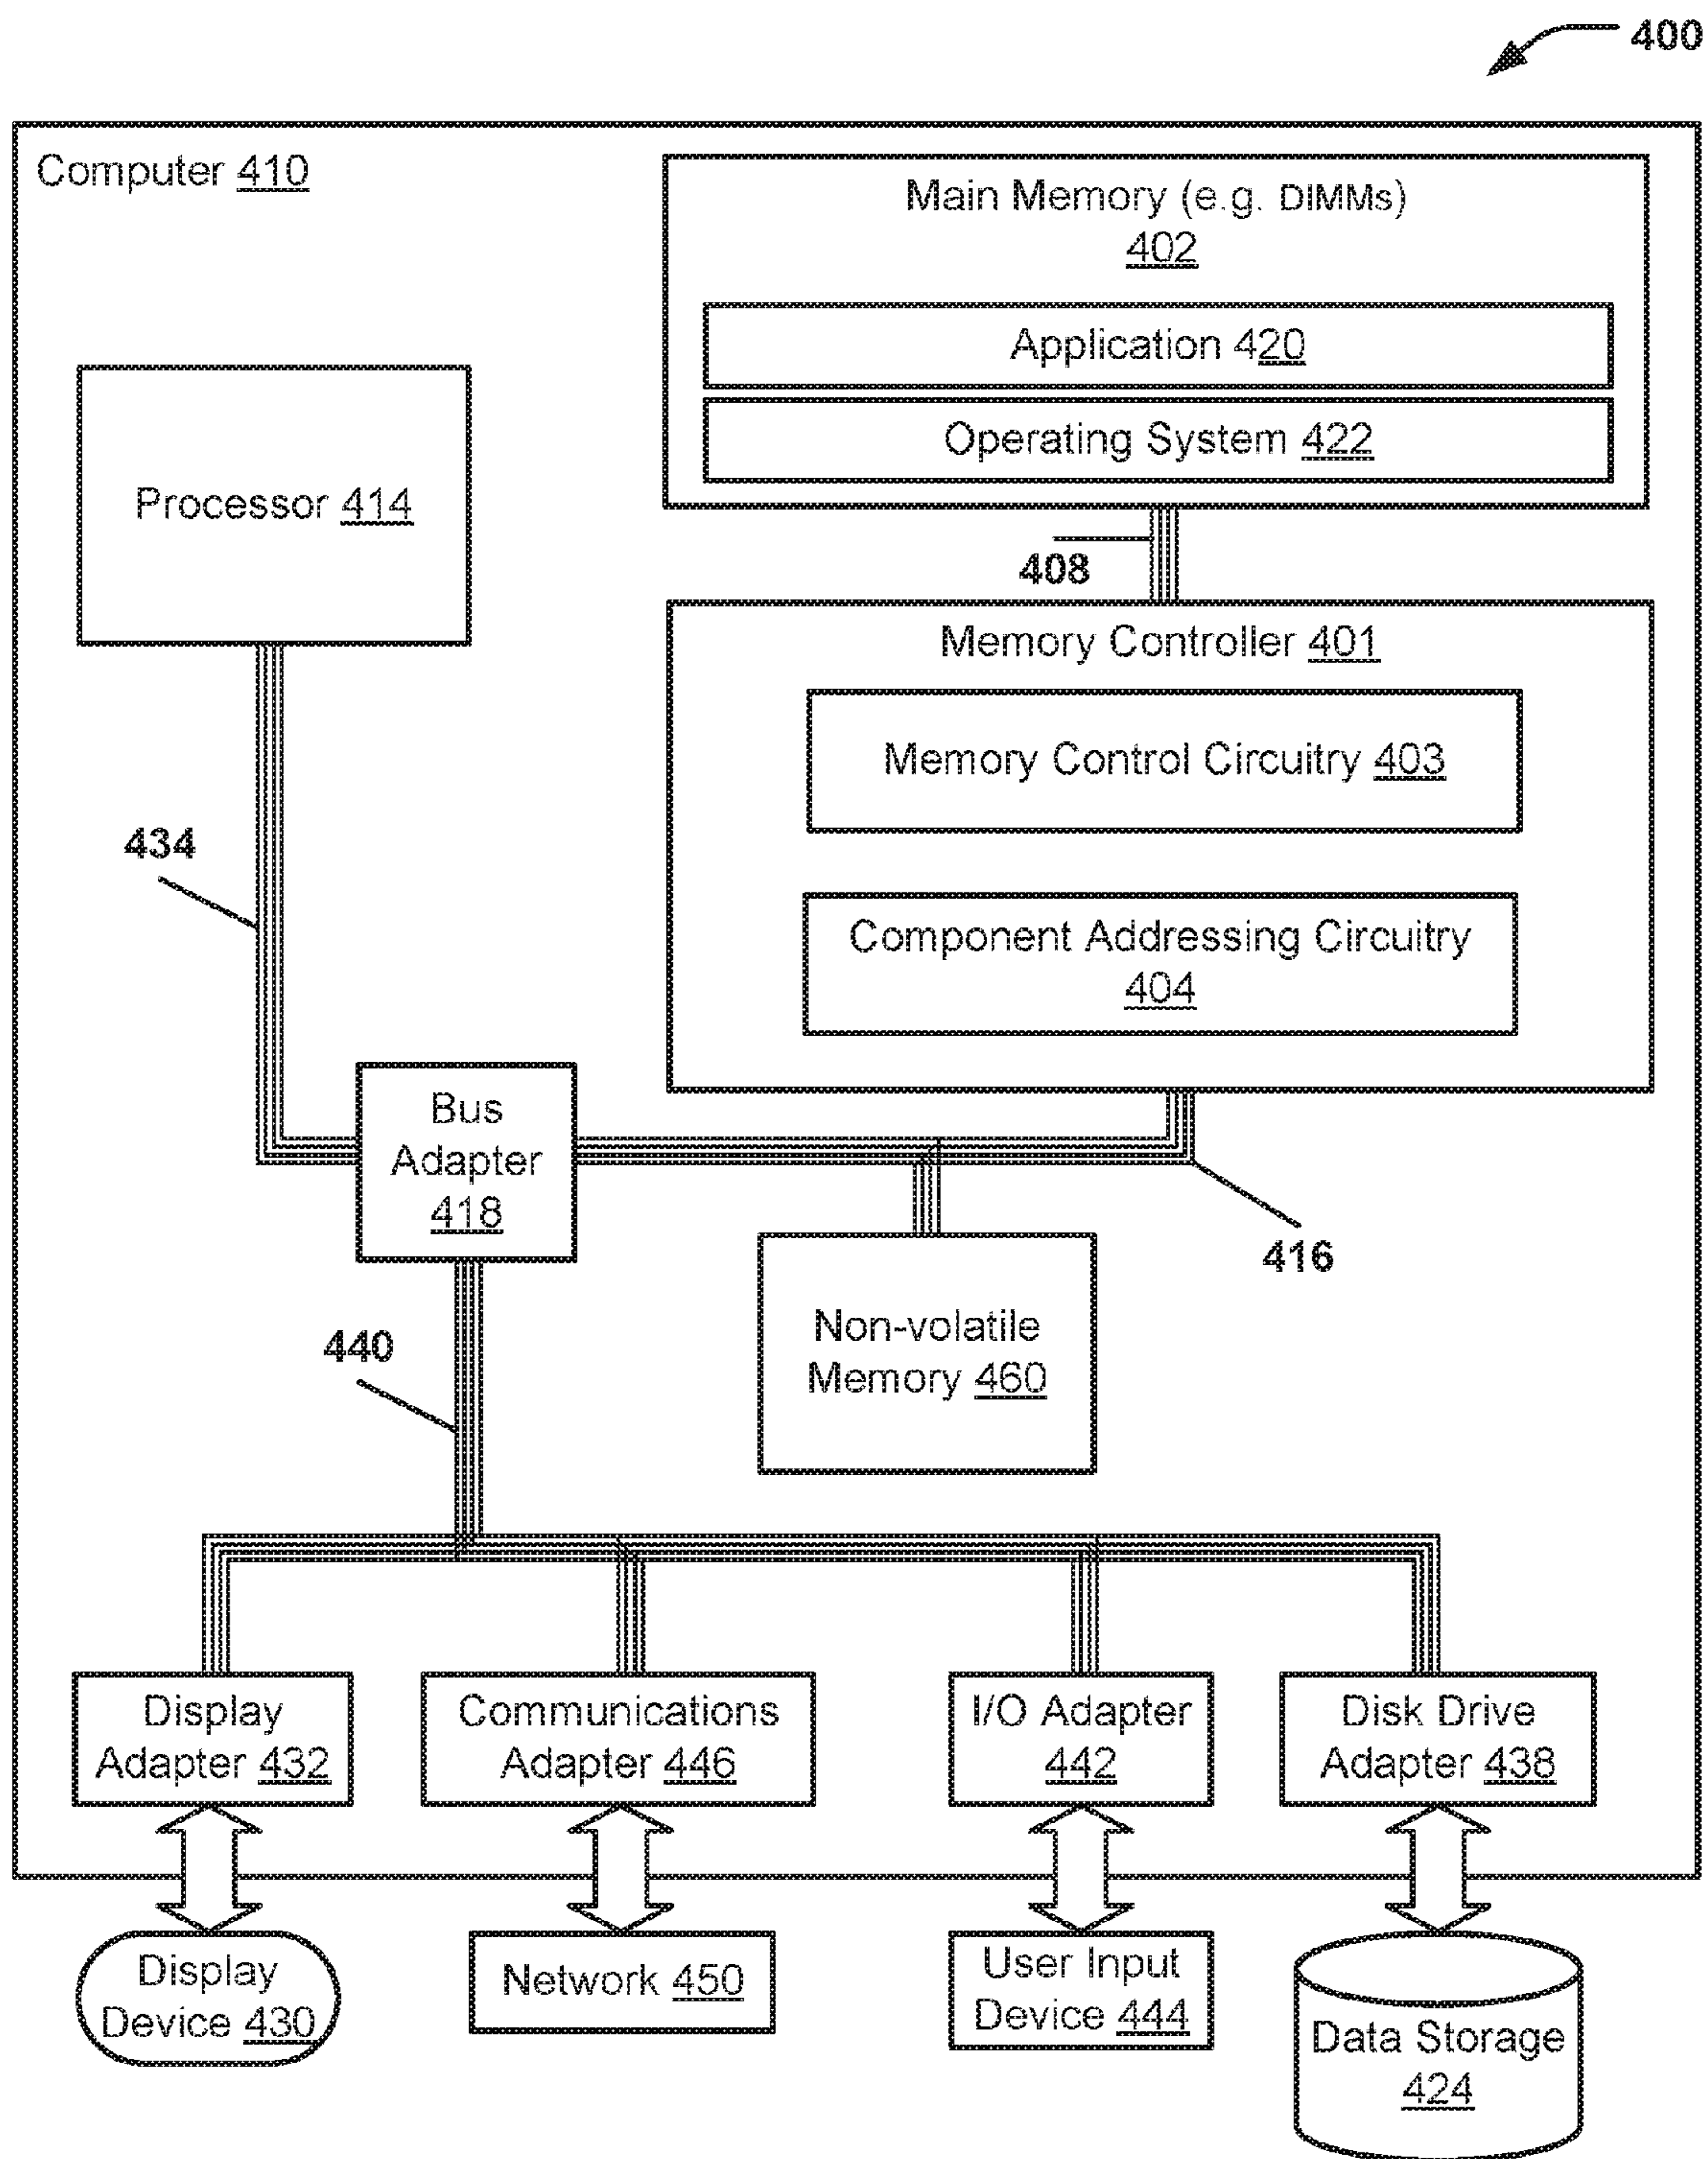 400
Computer 410
Main Memory (e.g. DIMMs)
402
Application 420
Operating System 422
Processor 414
408
Memory Controller 401
Memory Control Circuitry 403
434
Component Addressing Circuitry
404
Bus
Adapter
418
416
Non-volatile
Memory 460
440
Display
Adapter 432
Communications
Adapter 446
I/O Adapter
442
Disk Drive
Adapter 438
Display
Device 430
Network 450
User Input
Device 444
Data Storage
424